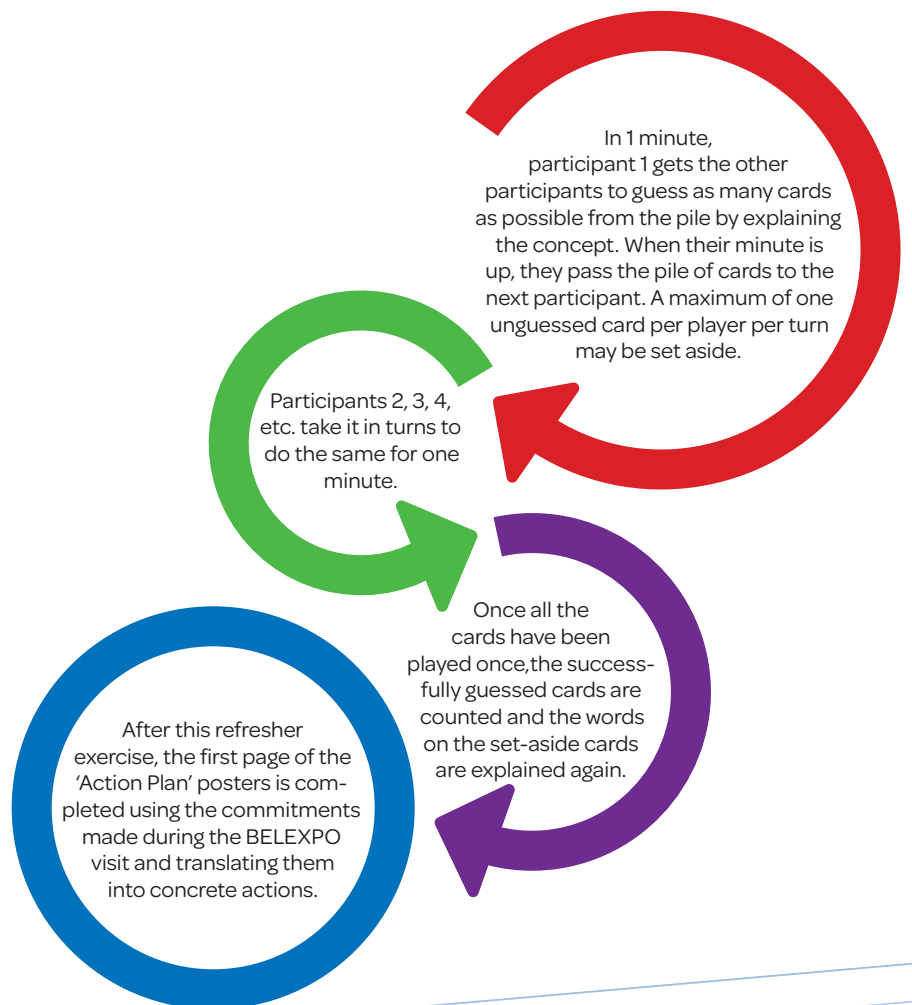 In 1 minute,
participant 1 gets the other
participants to guess as many cards
as possible from the pile by explaining
the concept. When their minute is
up, they pass the pile of cards to the
next participant. A maximum of one
unguessed card per player per turn
may be set aside.
Participants 2, 3, 4,
etc. take it in turns to
do the same for one
minute.
Once all the
cards have been
played once,the success-
fully guessed cards are
counted and the words
on the set-aside cards
are explained again.
After this refresher
exercise, the first page of the
‘Action Plan’ posters is com-
pleted using the commitments
made during the BELEXPO
visit and translating them
into concrete actions.